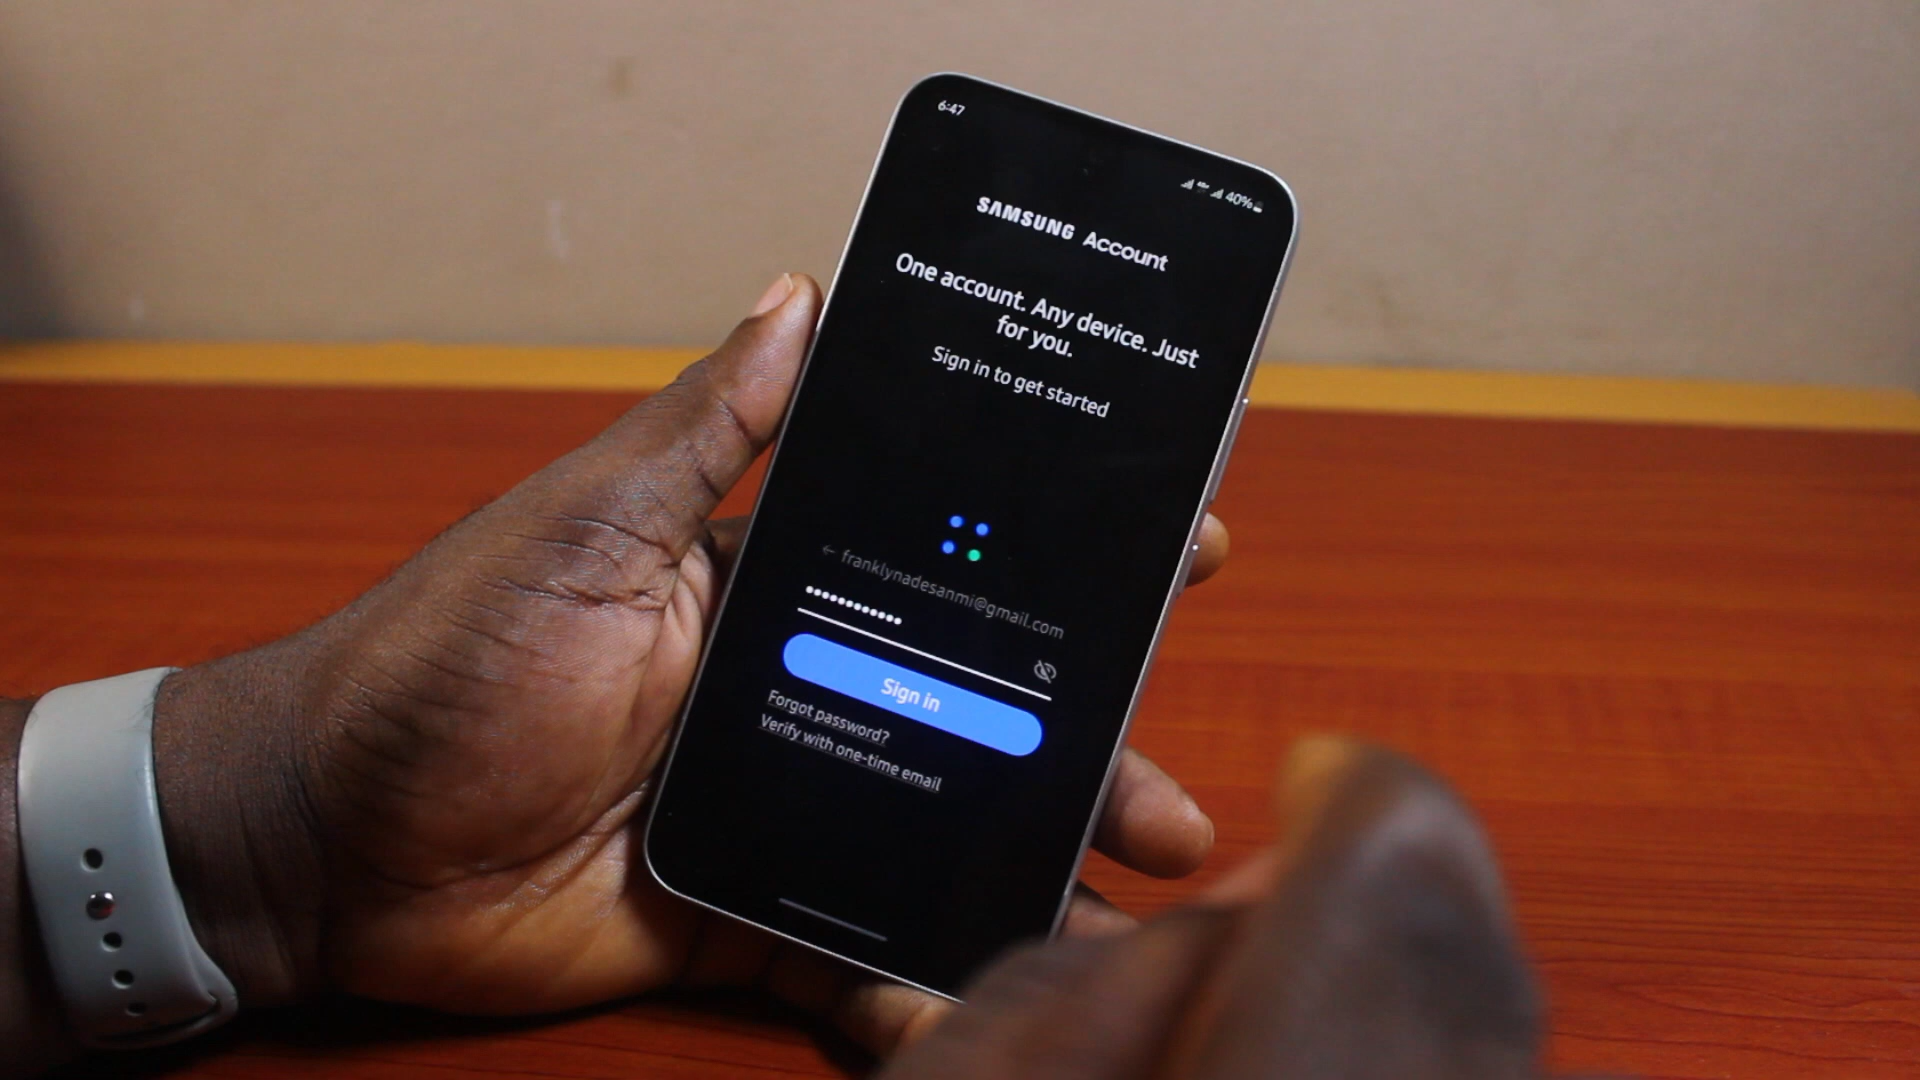 6:47
40%
SAMSUNG Account
One account. Any device. Just
for you.
Sign in to get started
franklynadesanmi@gmail.com
Sign in
Forgot password?
Verify with one-time email